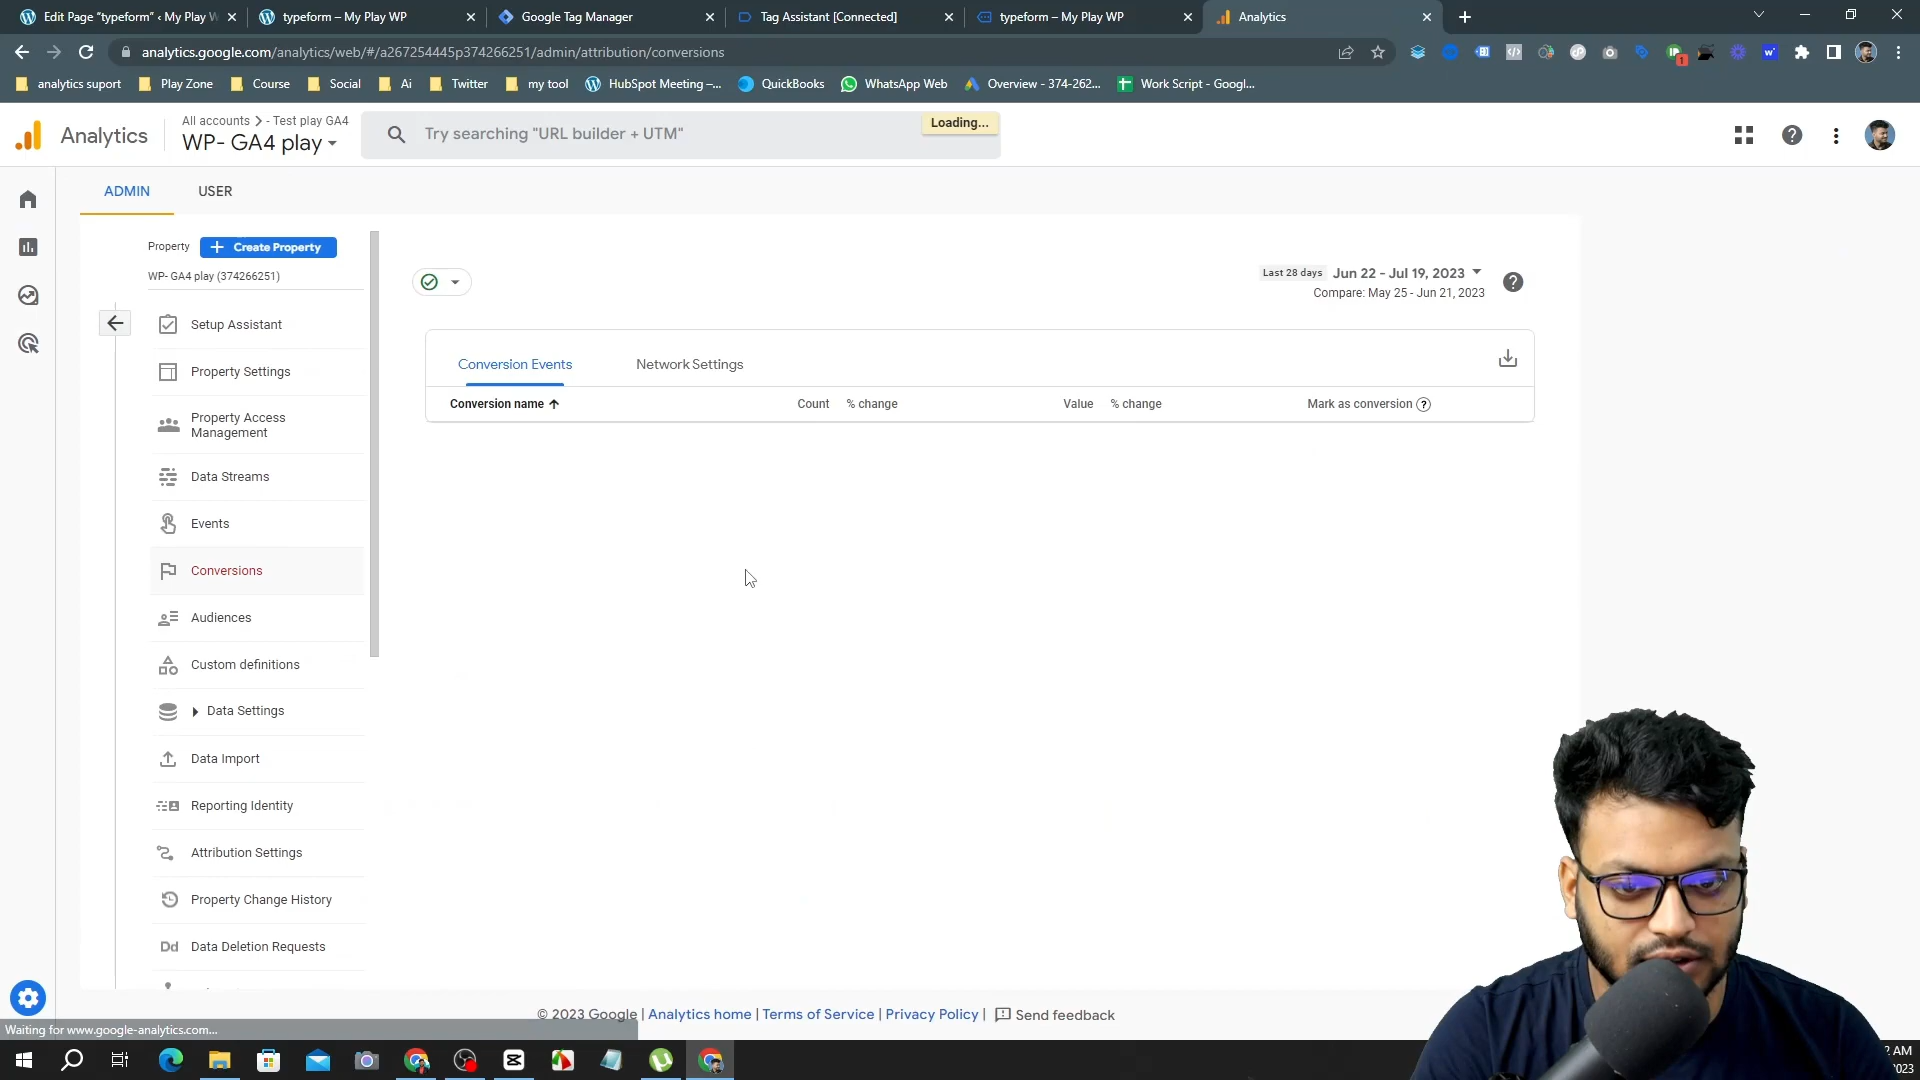 Edit Page "typeform" ‹ My Play W
typeform – My Play WP
Google Tag Manager
Tag Assistant [Connected]
typeform – My Play WP
Analytics
analytics.google.com/analytics/web/#/a267254445p374266251/admin/attribution/conversions
analytics suport
Play Zone
Course
Social
Ai
Twitter
my tool
HubSpot Meeting –...
QuickBooks
WhatsApp Web
Overview - 374-262...
Work Script - Googl...
Analytics
All accounts > - Test play GA4
WP- GA4 play
Try searching "URL builder + UTM"
Loading...
ADMIN
USER
Property
+ Create Property
WP- GA4 play (374266251)
Setup Assistant
Property Settings
Property Access
Management
Data Streams
Events
Conversions
Audiences
Custom definitions
Data Settings
Data Import
Reporting Identity
Attribution Settings
Property Change History
Dd Data Deletion Requests
Last 28 days Jun 22 - Jul 19, 2023
Compare: May 25 - Jun 21, 2023
Conversion Events
Network Settings
Conversion name
Count
% change
Value
% change
Mark as conversion
© 2023 Google | Analytics home | Terms of Service | Privacy Policy | Send feedback
Waiting for www.google-analytics.com...
2 AM
023